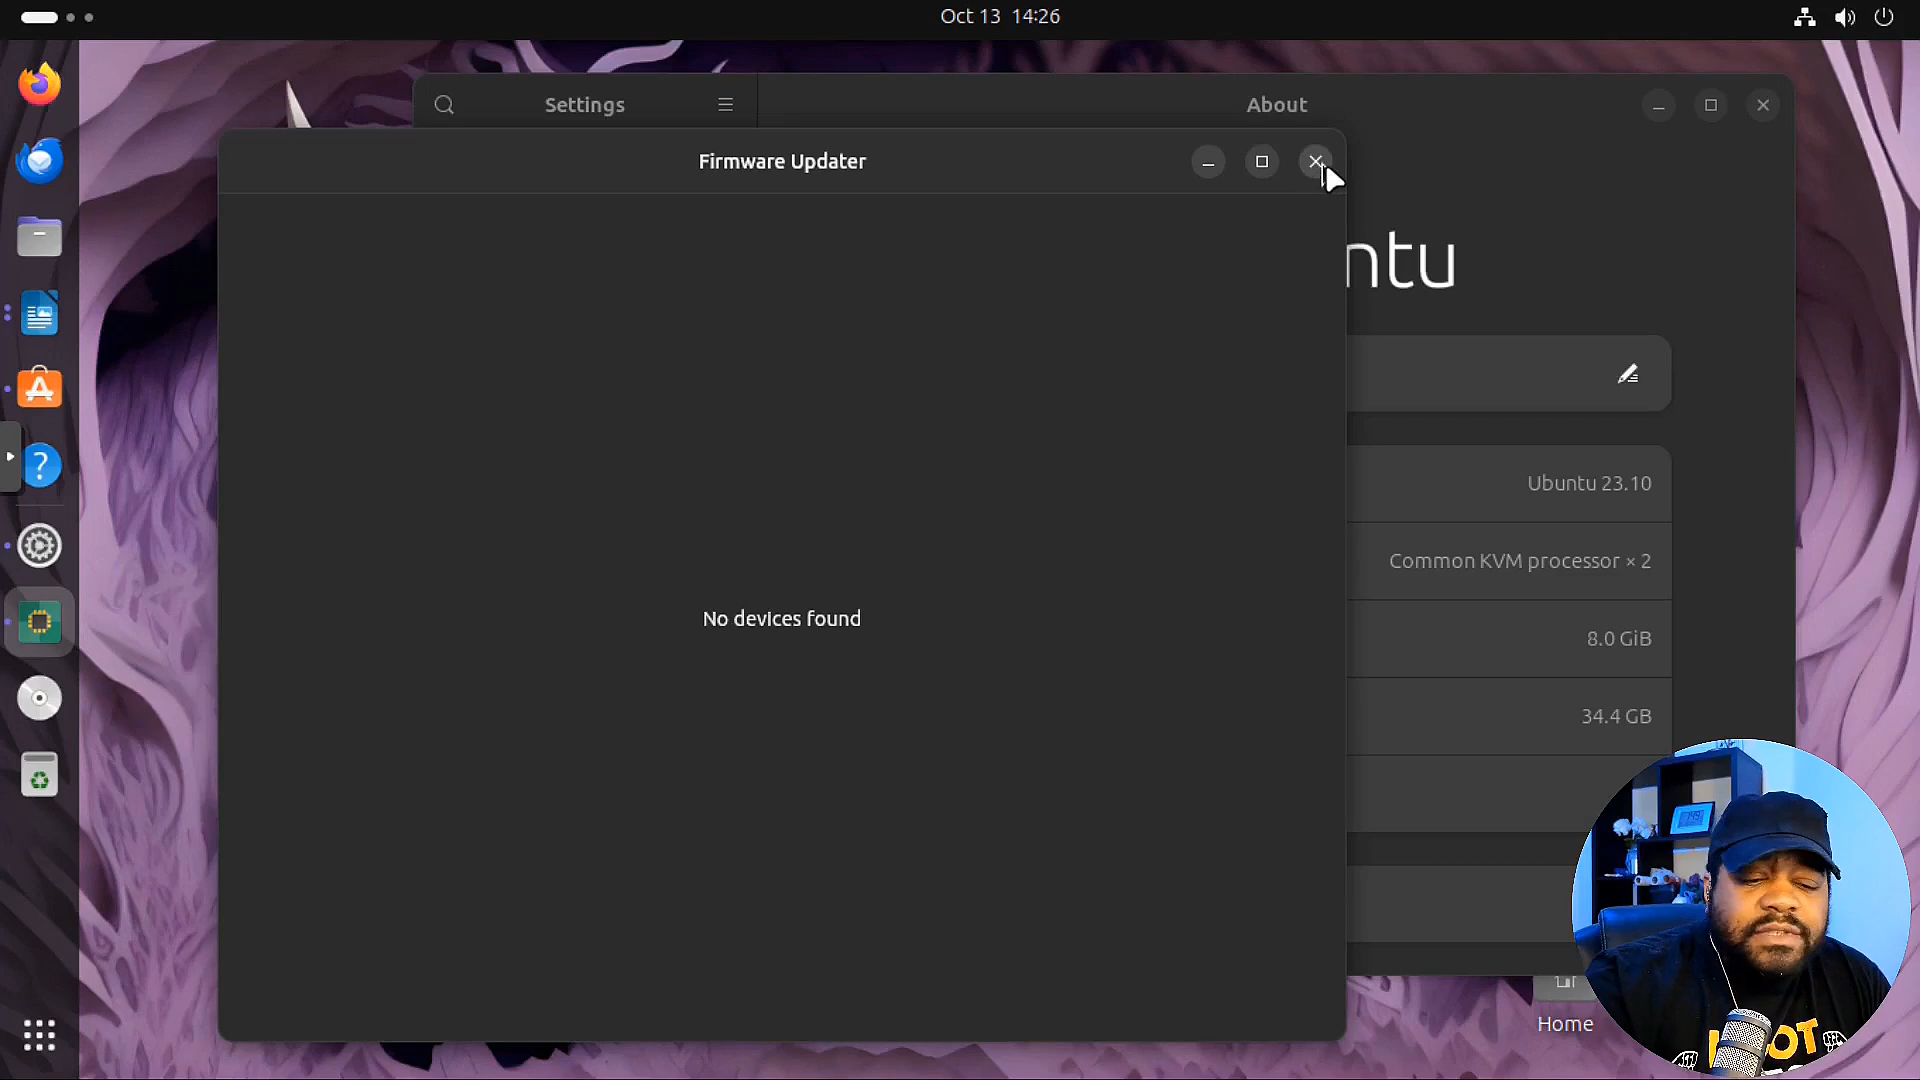 Oct 13 14:26
Settings
About
Firmware Updater
ntu
Ubuntu 23.10
Common KVM processor × 2
8.0 GiB
No devices found
34.4 GB
Home